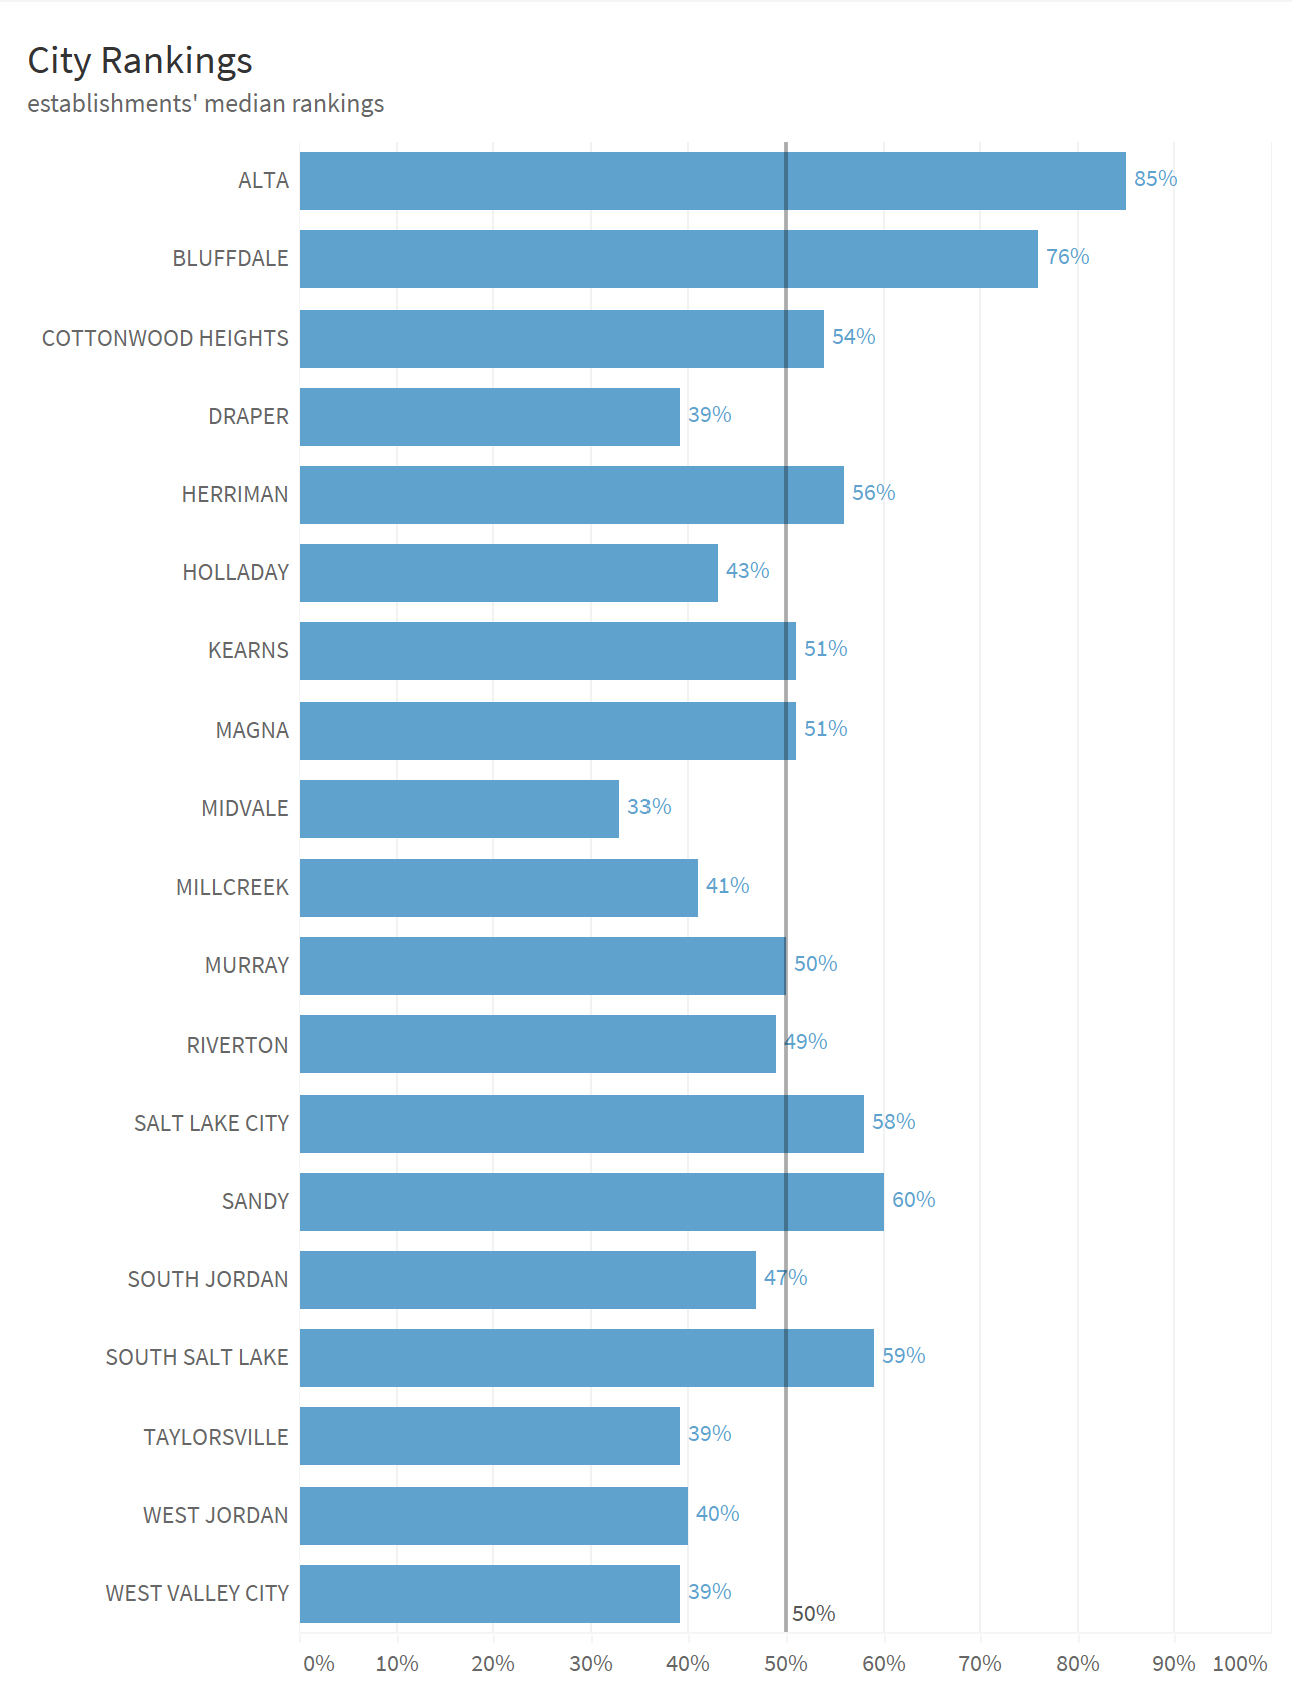 City Rankings
establishments' median rankings
ALTA 85%
BLUFFDALE 76%
COTTONWOOD HEIGHTS 54%
DRAPER 39%
HERRIMAN 56%
HOLLADAY 43%
KEARNS 51%
MAGNA 51%
MIDVALE 33%
MILLCREEK 41%
MURRAY 50%
RIVERTON 49%
SALT LAKE CITY 58%
SANDY 60%
SOUTH JORDAN 47%
SOUTH SALT LAKE 59%
TAYLORSVILLE 39%
WEST JORDAN 40%
WEST VALLEY CITY 39%
50%
0% 10% 20% 30% 40% 50% 60% 70% 80% 90% 100%